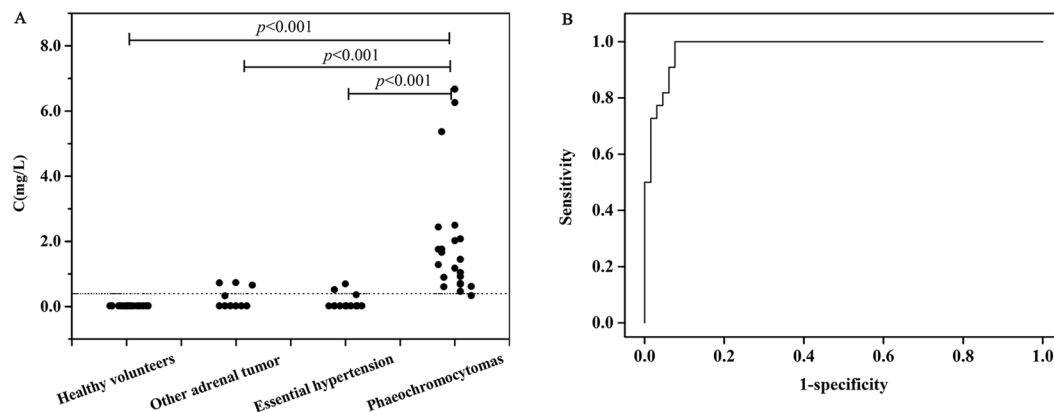 A
p<0.001
p<0.001
p<0.001
8.0
6.0
4.0
2.0
0.0
C(mg/L)
Healthy volunteers
Other adrenal tumor
Essential hypertension
Phaeochromocytomas
B
1.0
0.8
0.6
0.4
0.2
0.0
Sensitivity
0.0 0.2 0.4 0.6 0.8 1.0
1-specificity